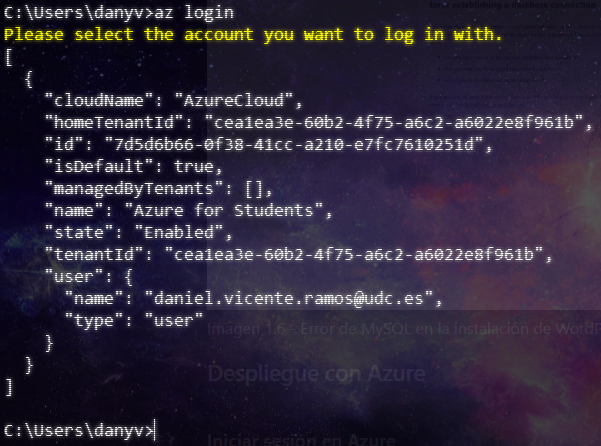 C:\Users\danyv>az login
Please select the account you want to log in with.
[
  {
    "cloudName": "AzureCloud",
    "homeTenantId": "cea1ea3e-60b2-4f75-a6c2-a6022e8f961b",
    "id": "7d5d6b66-0f38-41cc-a210-e7fc7610251d",
    "isDefault": true,
    "managedByTenants": [],
    "name": "Azure for Students",
    "state": "Enabled",
    "tenantId": "cea1ea3e-60b2-4f75-a6c2-a6022e8f961b",
    "user": {
      "name": "daniel.vicente.ramos@udc.es",
      "type": "user"
    }
  }
]
Imagen 1.6 - Error de MySQL en la instalación de WordP
Despliegue con Azure
C:\Users\danyv>
Iniciar sesión en Azure